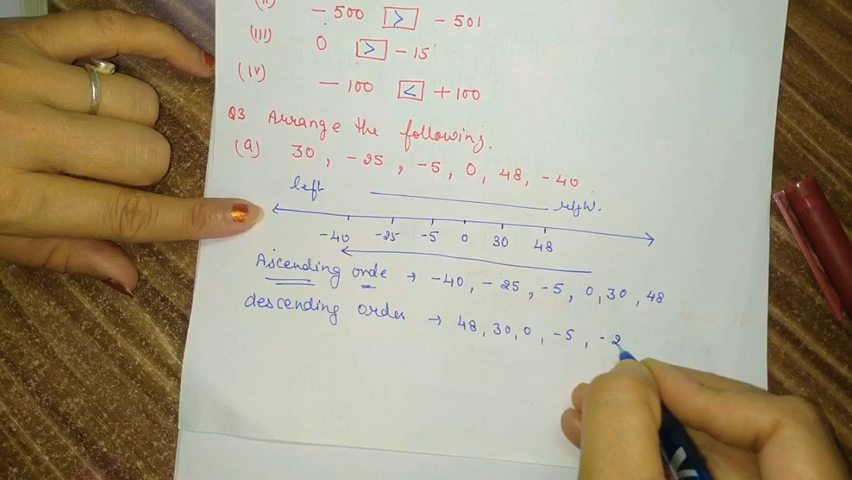 (ii) - 500 > - 501
(iii) 0 > - 15
(iv) - 100 < + 100
Q3 Arrange the following.
(a) 30 , - 25 , - 5 , 0 , 48 , - 40
left right.
-40 -25 -5 0 30 48
Ascending orde → -40 , - 25 , -5 , 0 , 30 , 48
descending order → 48 , 30 , 0 , -5 , - 2